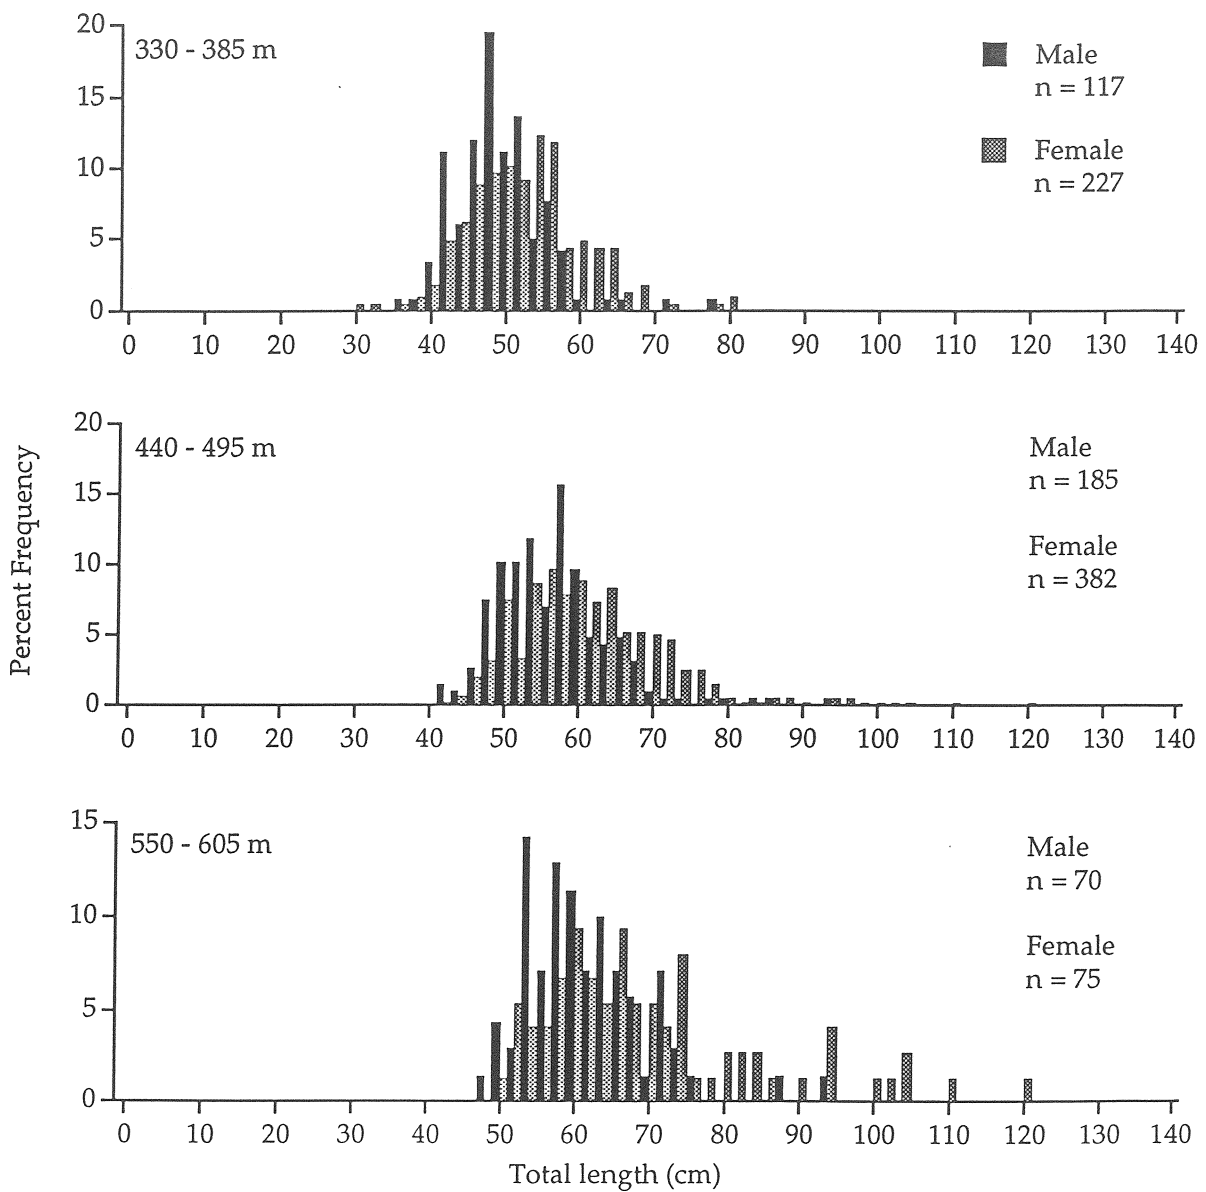 20
15
10
5
0
330 - 385 m
Male
n = 117
Female
n = 227
0 10 20 30 40 50 60 70 80 90 100 110 120 130 140
Percent Frequency
20
15
10
5
0
440 - 495 m
Male
n = 185
Female
n = 382
0 10 20 30 40 50 60 70 80 90 100 110 120 130 140
15
10
5
0
550 - 605 m
Male
n = 70
Female
n = 75
0 10 20 30 40 50 60 70 80 90 100 110 120 130 140
Total length (cm)